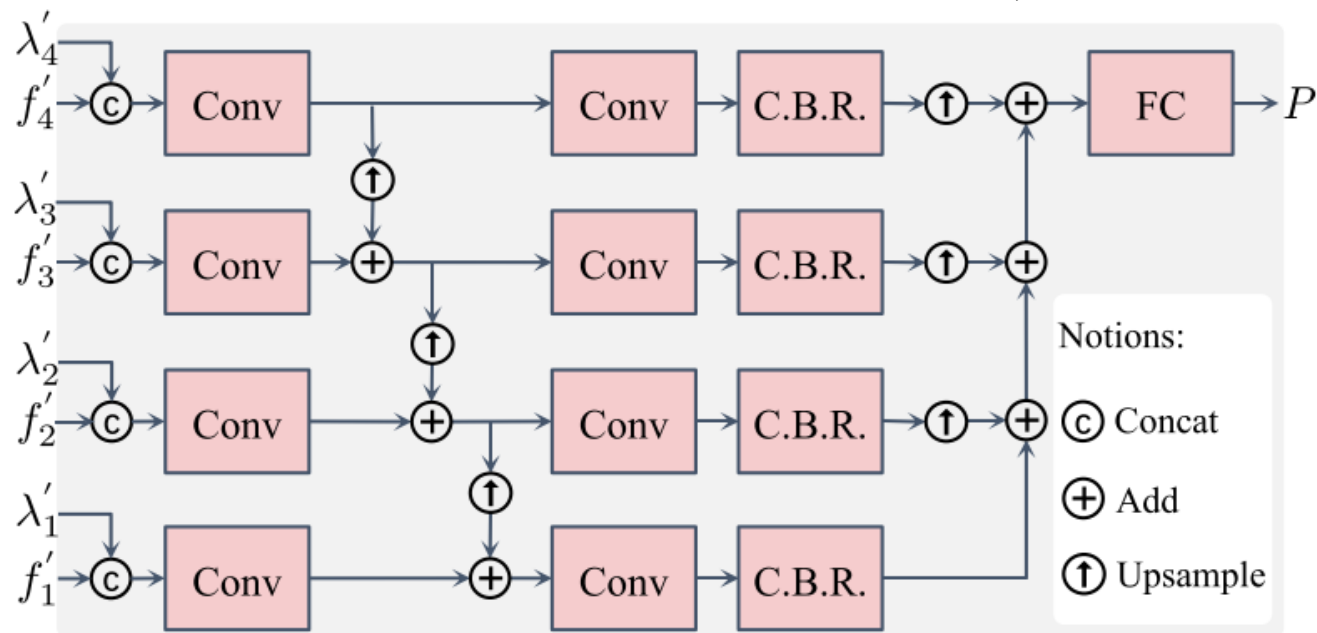 λ′4
f′4 c Conv Conv C.B.R. ↑ + FC P
↑
λ′3
f′3 c Conv + Conv C.B.R. ↑ +
↑
Notions:
λ′2
f′2 c Conv + Conv C.B.R. ↑ +
c Concat
↑
+ Add
λ′1
f′1 c Conv + Conv C.B.R.
↑ Upsample